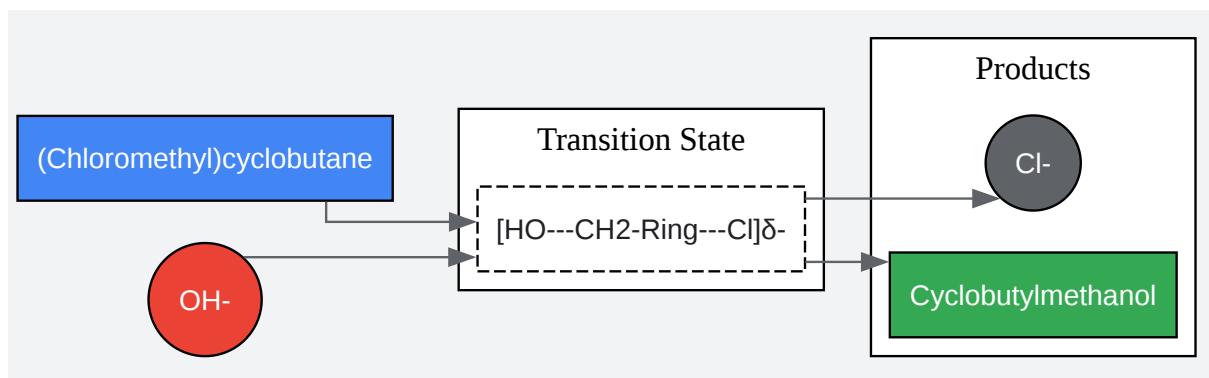 (Chloromethyl)cyclobutane
OH-
Transition State
[HO---CH2-Ring---Cl]δ-
Products
Cl-
Cyclobutylmethanol